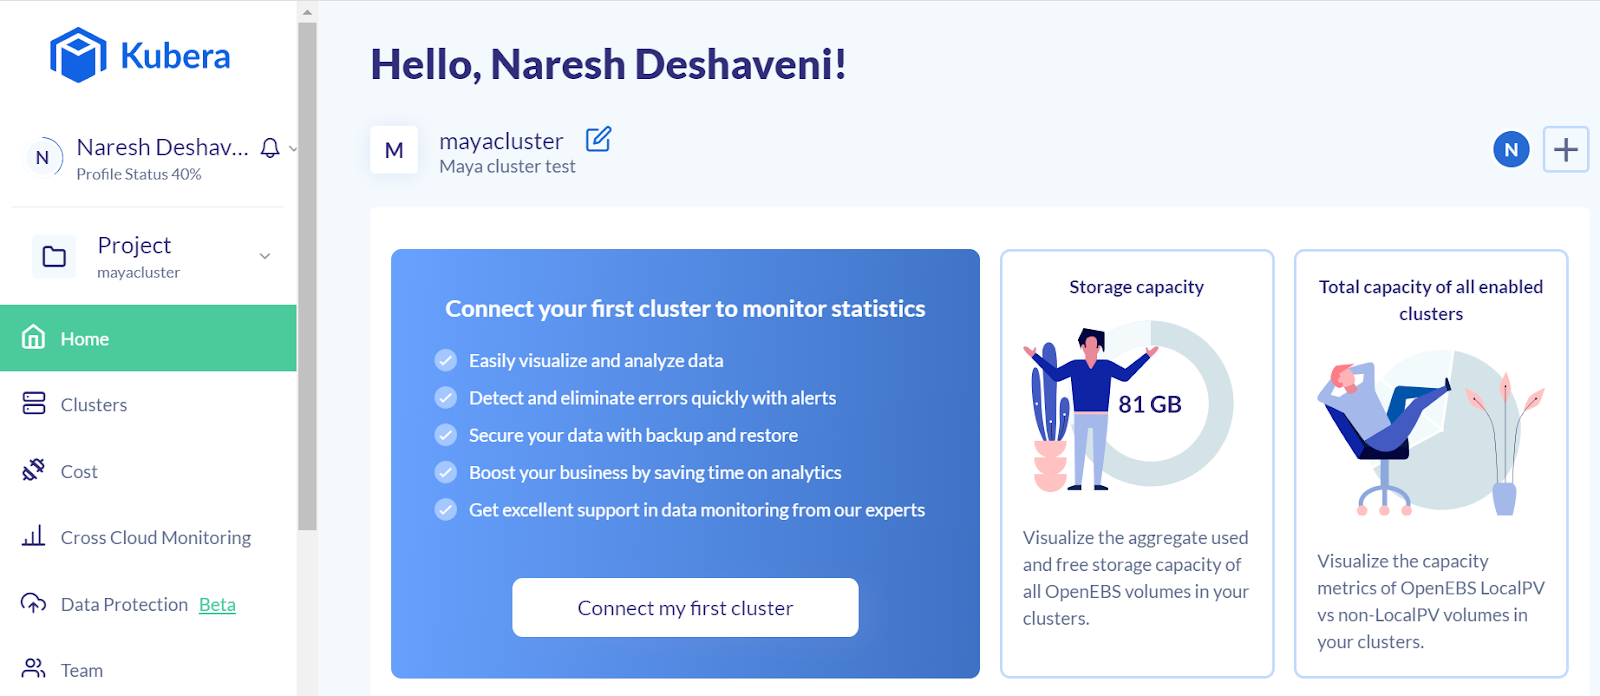 Kubera
N
Naresh Deshav...
Profile Status 40%
Project
mayacluster
Home
Clusters
Cost
Cross Cloud Monitoring
Data Protection Beta
Team
Hello, Naresh Deshaveni!
M
mayacluster
Maya cluster test
N
Connect your first cluster to monitor statistics
Easily visualize and analyze data
Detect and eliminate errors quickly with alerts
Secure your data with backup and restore
Boost your business by saving time on analytics
Get excellent support in data monitoring from our experts
Connect my first cluster
Storage capacity
81 GB
Visualize the aggregate used
and free storage capacity of
all OpenEBS volumes in your
clusters.
Total capacity of all enabled
clusters
Visualize the capacity
metrics of OpenEBS LocalPV
vs non-LocalPV volumes in
your clusters.